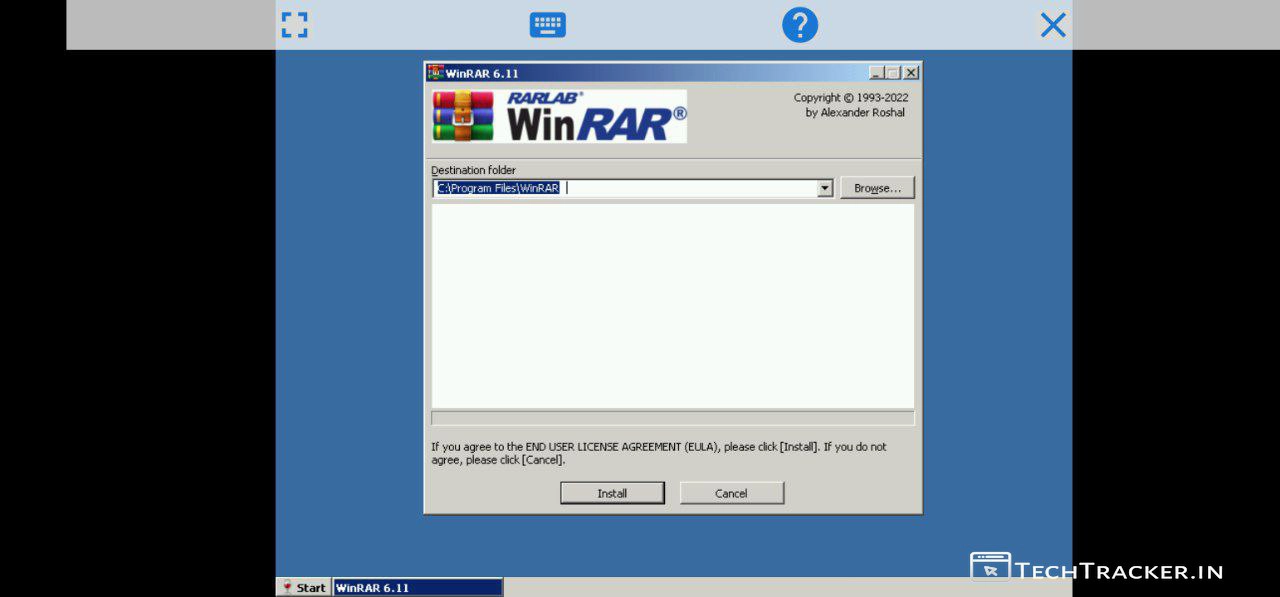 WinRAR 6.11
RARLAB®
WinRAR®
Copyright © 1993-2022
by Alexander Roshal
Destination folder
C:\Program Files\WinRAR
Browse...
If you agree to the END USER LICENSE AGREEMENT (EULA), please click [Install]. If you do not
agree, please click [Cancel].
Install
Cancel
TECHTRACKER.IN
Start
WinRAR 6.11